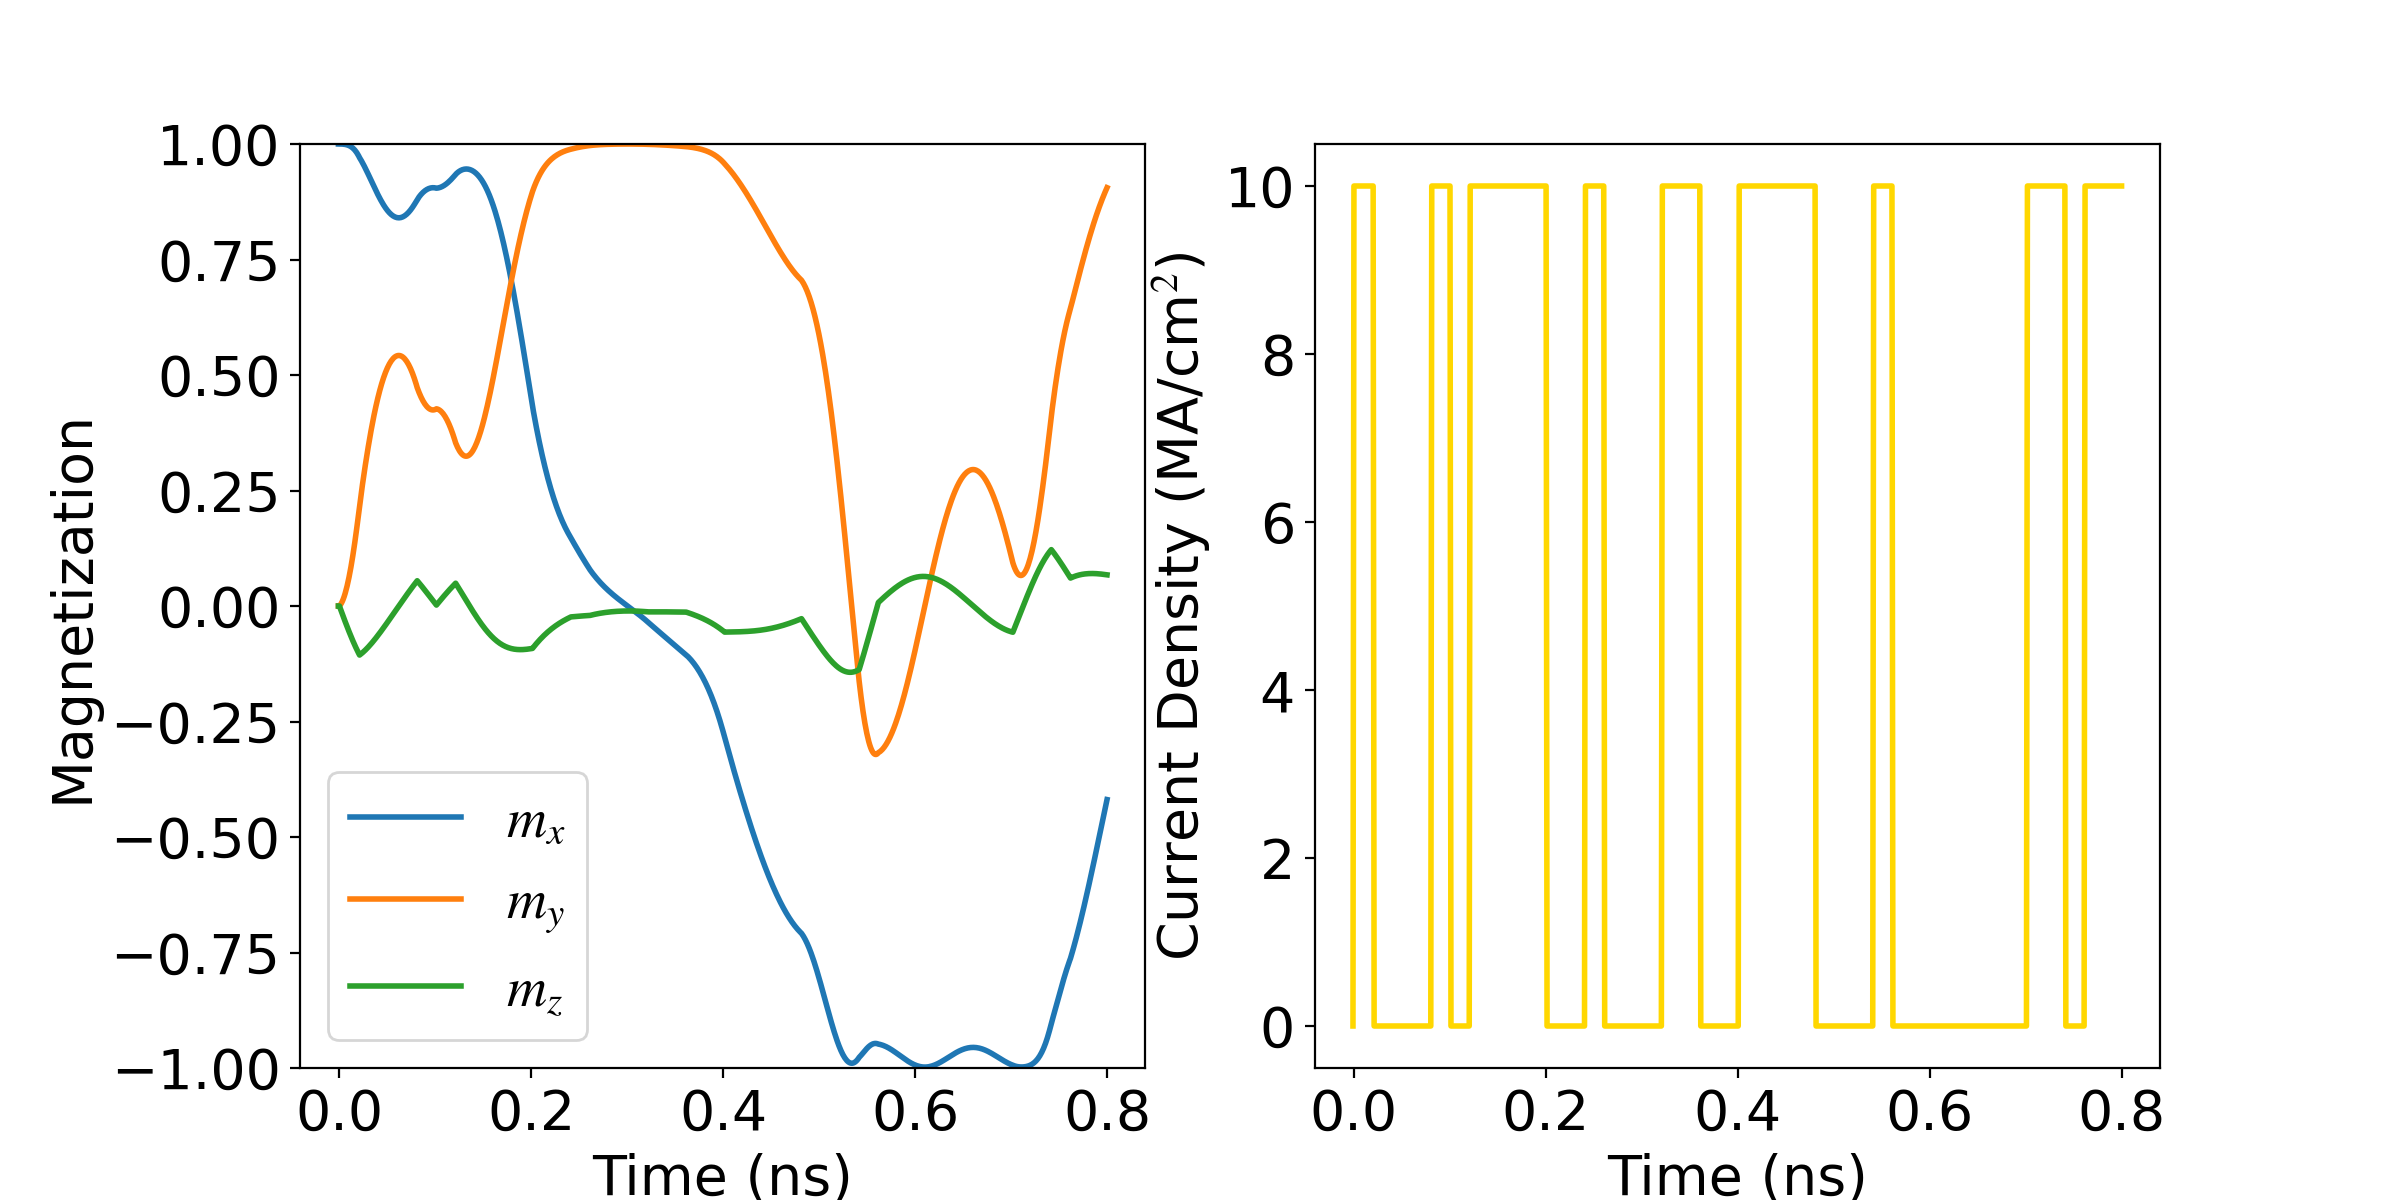 1.00
0.75
0.50
0.25
0.00
−0.25
−0.50
−0.75
−1.00
Magnetization
m_x
m_y
m_z
0.0 0.2 0.4 0.6 0.8
Time (ns)
10
8
6
4
2
0
Current Density (MA/cm²)
0.0 0.2 0.4 0.6 0.8
Time (ns)